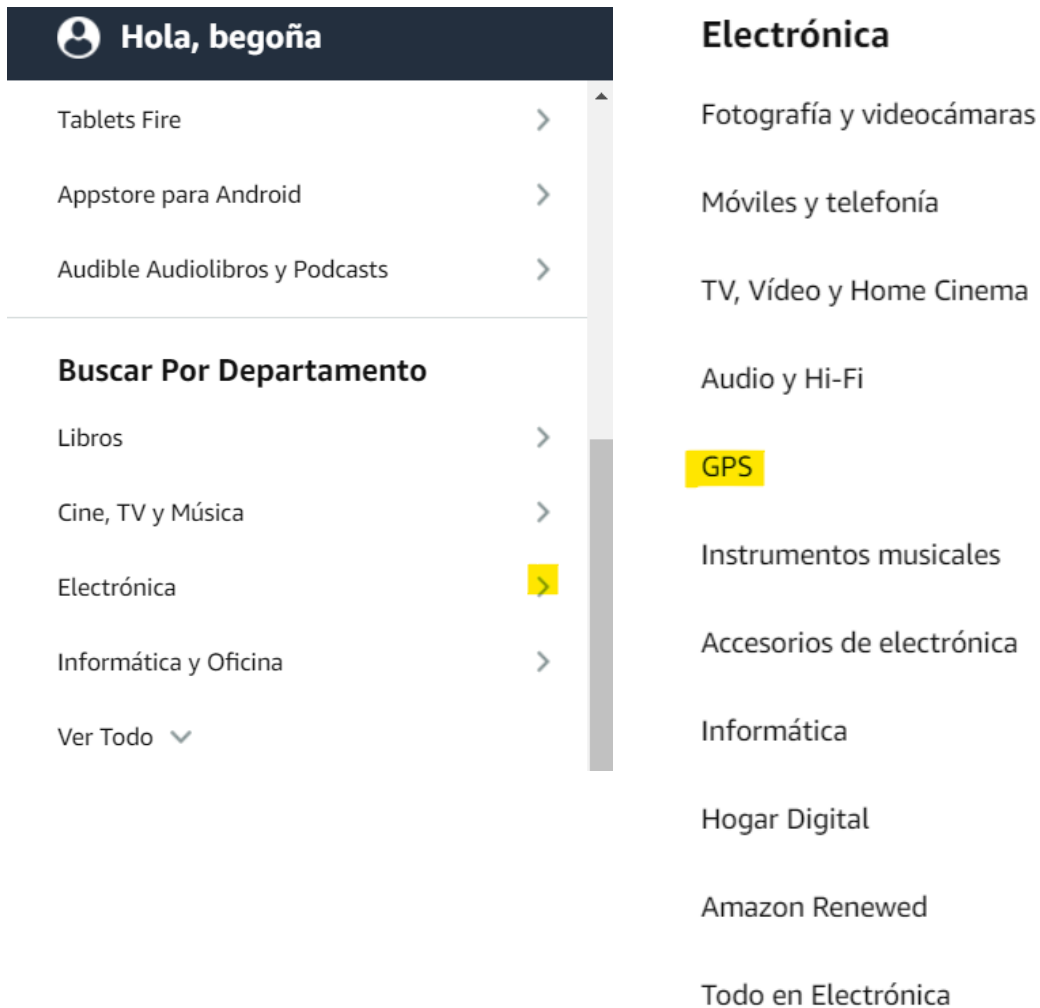 Hola, begoña
Tablets Fire
Appstore para Android
Audible Audiolibros y Podcasts
Buscar Por Departamento
Libros
Cine, TV y Música
Electrónica
Informática y Oficina
Ver Todo
Electrónica
Fotografía y videocámaras
Móviles y telefonía
TV, Vídeo y Home Cinema
Audio y Hi-Fi
GPS
Instrumentos musicales
Accesorios de electrónica
Informática
Hogar Digital
Amazon Renewed
Todo en Electrónica